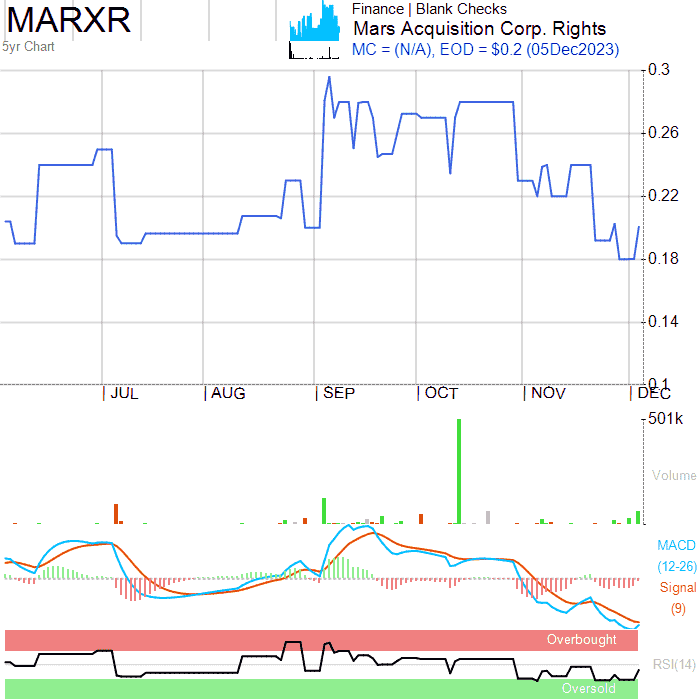 MARXR
5yr Chart
Finance | Blank Checks
Mars Acquisition Corp. Rights
MC = (N/A), EOD = $0.2 (05Dec2023)
0.3
0.26
0.22
0.18
0.14
0.1
JUL
AUG
SEP
OCT
NOV
DEC
501k
Volume
MACD
(12-26)
Signal
(9)
Overbought
RSI(14)
Oversold